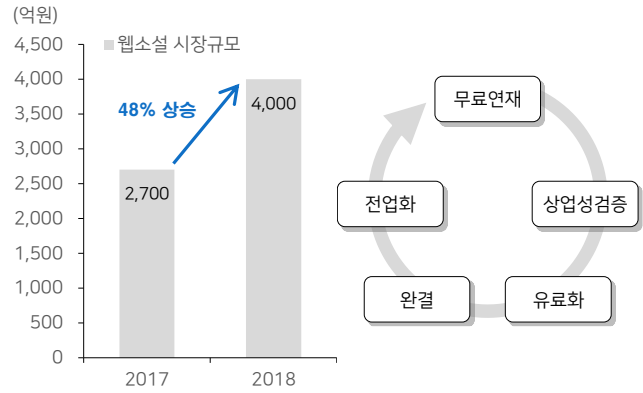 (억원)
웹소설 시장규모
4,500
4,000
3,500
3,000
2,500
2,000
1,500
1,000
500
0
48% 상승
2,700
4,000
2017
2018
무료연재
상업성검증
유료화
완결
전업화